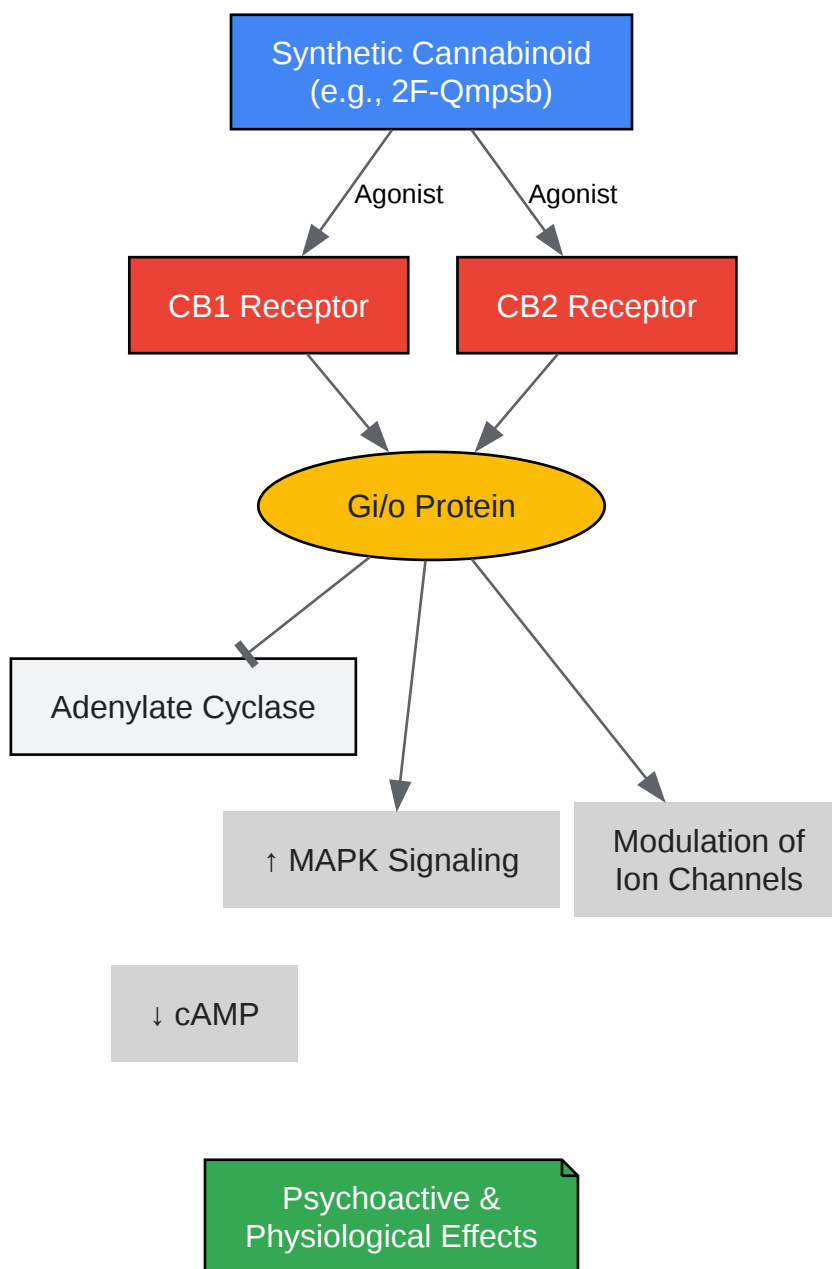 Synthetic Cannabinoid
(e.g., 2F-Qmpsb)
Agonist
Agonist
CB1 Receptor
CB2 Receptor
Gi/o Protein
Adenylate Cyclase
↑ MAPK Signaling
Modulation of
Ion Channels
↓ cAMP
Psychoactive &
Physiological Effects